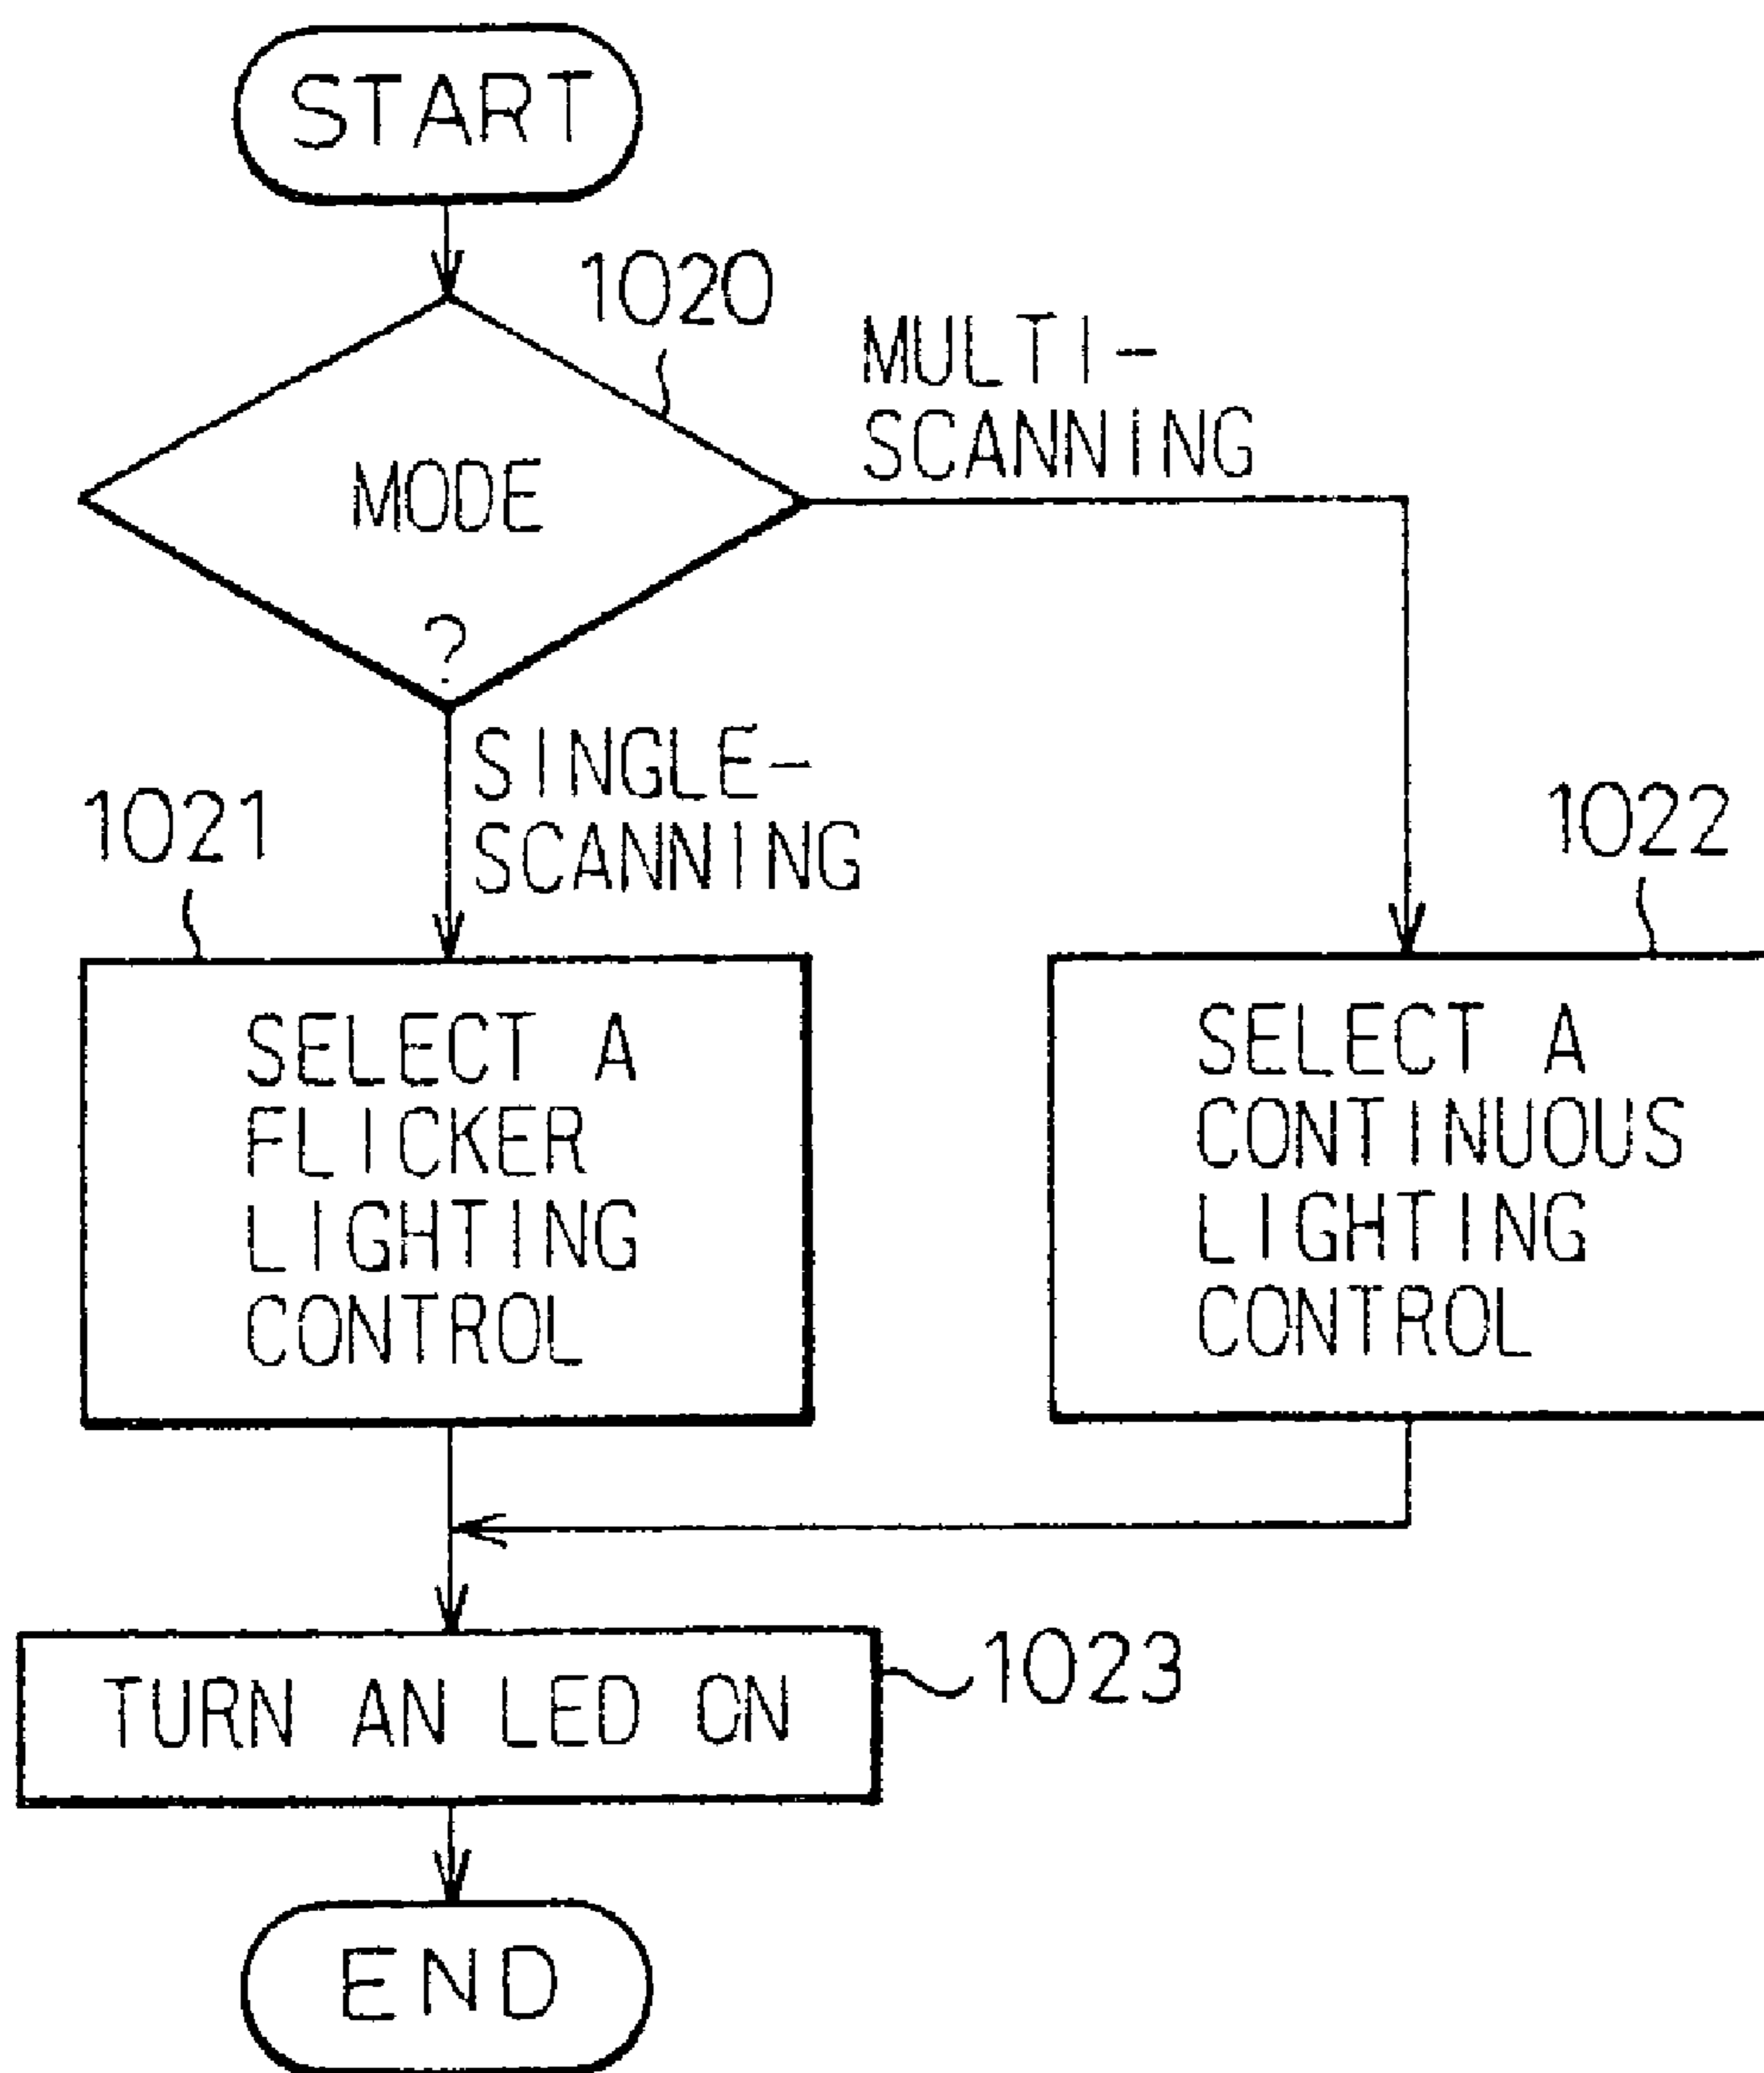 START
1020
MULTI-
SCANNING
MODE
?
SINGLE-
SCANNING
1021
1022
SELECT A
FLICKER
LIGHTING
CONTROL
SELECT A
CONTINUOUS
LIGHTING
CONTROL
TURN AN LED ON
1023
END